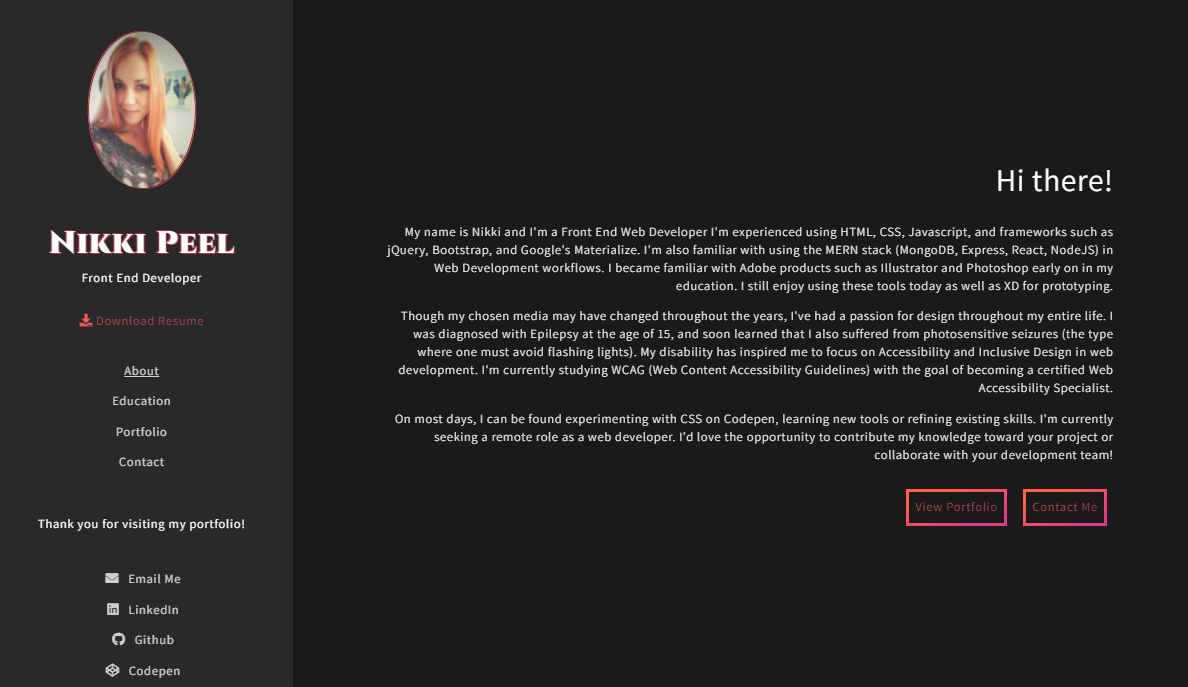 Nikki Peel
Front End Developer
Download Resume
About
Education
Portfolio
Contact
Thank you for visiting my portfolio!
Email Me
LinkedIn
Github
Codepen
Hi there!
My name is Nikki and I'm a Front End Web Developer I'm experienced using HTML, CSS, Javascript, and frameworks such as
jQuery, Bootstrap, and Google's Materialize. I'm also familiar with using the MERN stack (MongoDB, Express, React, NodeJS) in
Web Development workflows. I became familiar with Adobe products such as Illustrator and Photoshop early on in my
education. I still enjoy using these tools today as well as XD for prototyping.
Though my chosen media may have changed throughout the years, I've had a passion for design throughout my entire life. I
was diagnosed with Epilepsy at the age of 15, and soon learned that I also suffered from photosensitive seizures (the type
where one must avoid flashing lights). My disability has inspired me to focus on Accessibility and Inclusive Design in web
development. I'm currently studying WCAG (Web Content Accessibility Guidelines) with the goal of becoming a certified Web
Accessibility Specialist.
On most days, I can be found experimenting with CSS on Codepen, learning new tools or refining existing skills. I'm currently
seeking a remote role as a web developer. I'd love the opportunity to contribute my knowledge toward your project or
collaborate with your development team!
View Portfolio
Contact Me